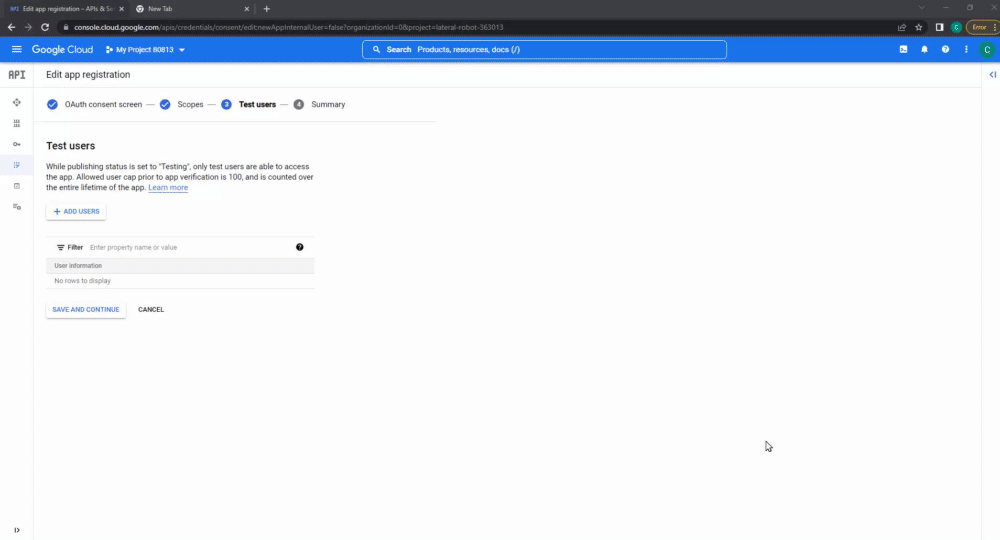 API Edit app registration – APIs & Se
New Tab
console.cloud.google.com/apis/credentials/consent/edit;newAppInternalUser=false?organizationId=0&project=lateral-robot-363013
C
Error
Google Cloud
My Project 80813
Search Products, resources, docs (/)
C
API
Edit app registration
OAuth consent screen
Scopes
3 Test users
4 Summary
Test users
While publishing status is set to "Testing", only test users are able to access
the app. Allowed user cap prior to app verification is 100, and is counted over
the entire lifetime of the app. Learn more
+ ADD USERS
Filter Enter property name or value
User information
No rows to display
SAVE AND CONTINUE CANCEL